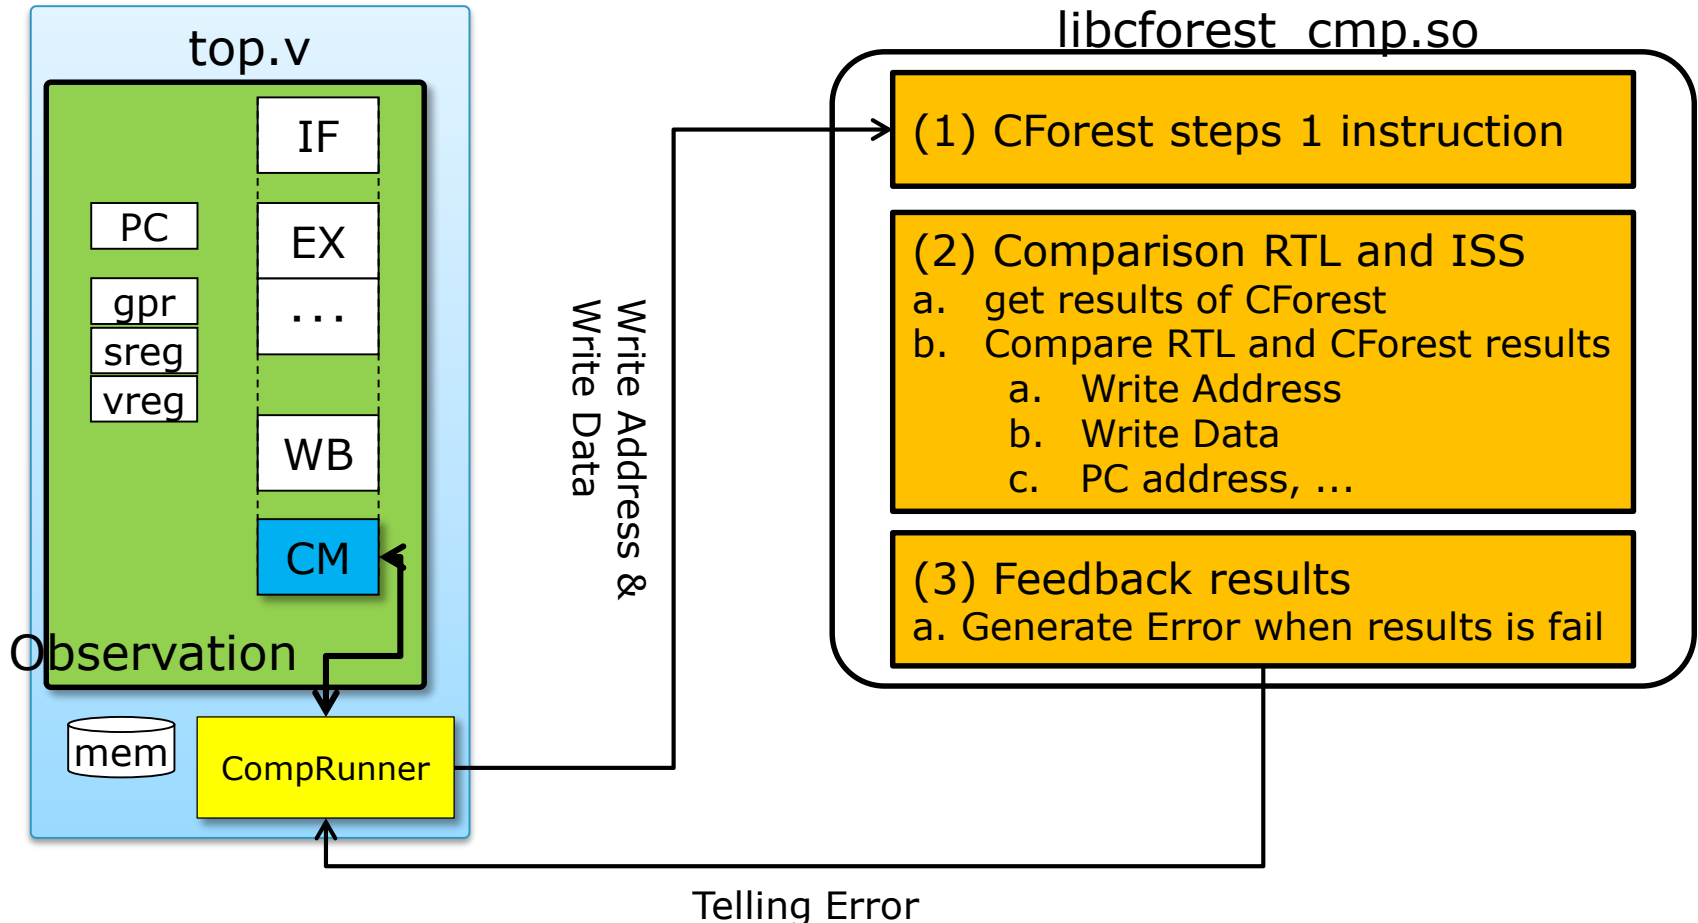 top.v
IF
PC
EX
gpr
...
sreg
vreg
WB
CM
Observation
mem
CompRunner
Write Address &
Write Data
libcforest cmp.so
(1) CForest steps 1 instruction
(2) Comparison RTL and ISS
a. get results of CForest
b. Compare RTL and CForest results
a. Write Address
b. Write Data
c. PC address, ...
(3) Feedback results
a. Generate Error when results is fail
Telling Error